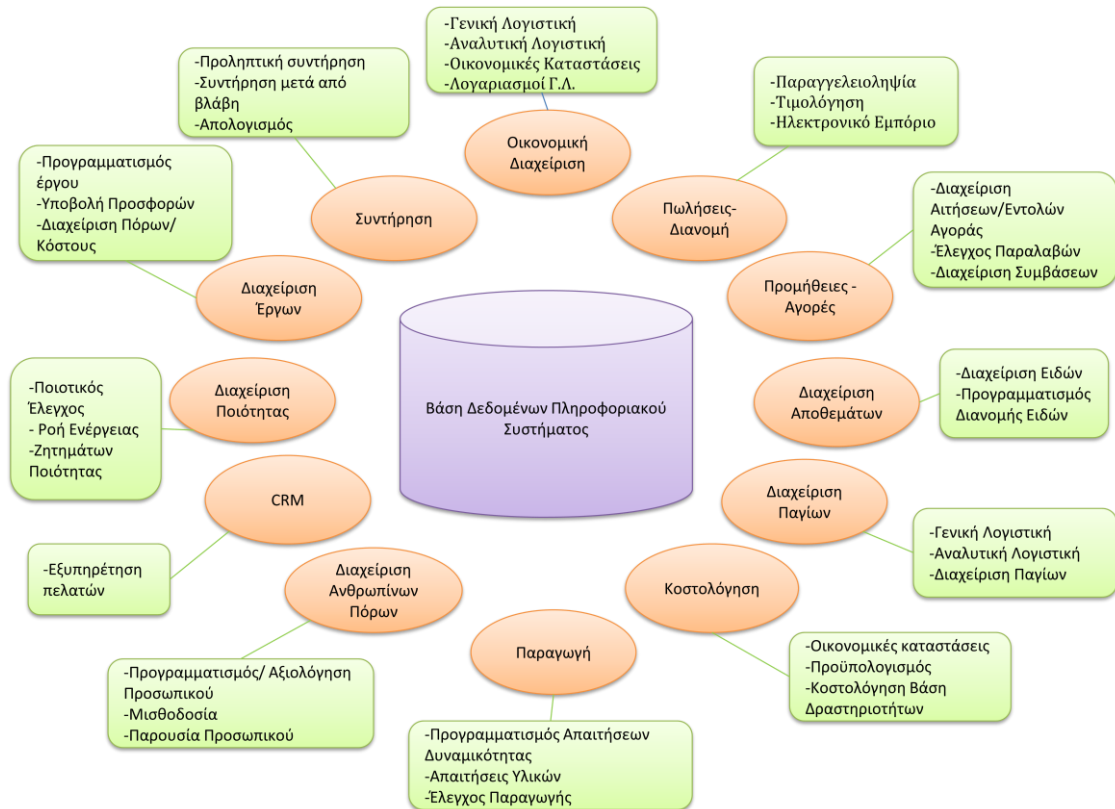 -Γενική Λογιστική
-Αναλυτική Λογιστική
-Οικονομικές Καταστάσεις
-Λογαριασμοί Γ.Λ.
-Προληπτική συντήρηση
-Συντήρηση μετά από
βλάβη
-Απολογισμός
-Παραγγελειοληψία
-Τιμολόγηση
-Ηλεκτρονικό Εμπόριο
Οικονομική
Διαχείριση
-Προγραμματισμός
έργου
-Υποβολή Προσφορών
-Διαχείριση Πόρων/
Κόστους
Συντήρηση
Πωλήσεις-
Διανομή
-Διαχείριση
Αιτήσεων/Εντολών
Αγοράς
-Έλεγχος Παραλαβών
-Διαχείριση Συμβάσεων
Διαχείριση
Έργων
Προμήθειες -
Αγορές
-Ποιοτικός
Έλεγχος
- Ροή Ενέργειας
-Ζητημάτων
Ποιότητας
Διαχείριση
Ποιότητας
Βάση Δεδομένων Πληροφοριακού
Συστήματος
Διαχείριση
Αποθεμάτων
-Διαχείριση Ειδών
-Προγραμματισμός
Διανομής Ειδών
CRM
Διαχείριση
Παγίων
-Γενική Λογιστική
-Αναλυτική Λογιστική
-Διαχείριση Παγίων
-Εξυπηρέτηση
πελατών
Διαχείριση
Ανθρωπίνων
Πόρων
Κοστολόγηση
Παραγωγή
-Οικονομικές καταστάσεις
-Προϋπολογισμός
-Κοστολόγηση Βάση
Δραστηριοτήτων
-Προγραμματισμός/ Αξιολόγηση
Προσωπικού
-Μισθοδοσία
-Παρουσία Προσωπικού
-Προγραμματισμός Απαιτήσεων
Δυναμικότητας
-Απαιτήσεις Υλικών
-Έλεγχος Παραγωγής